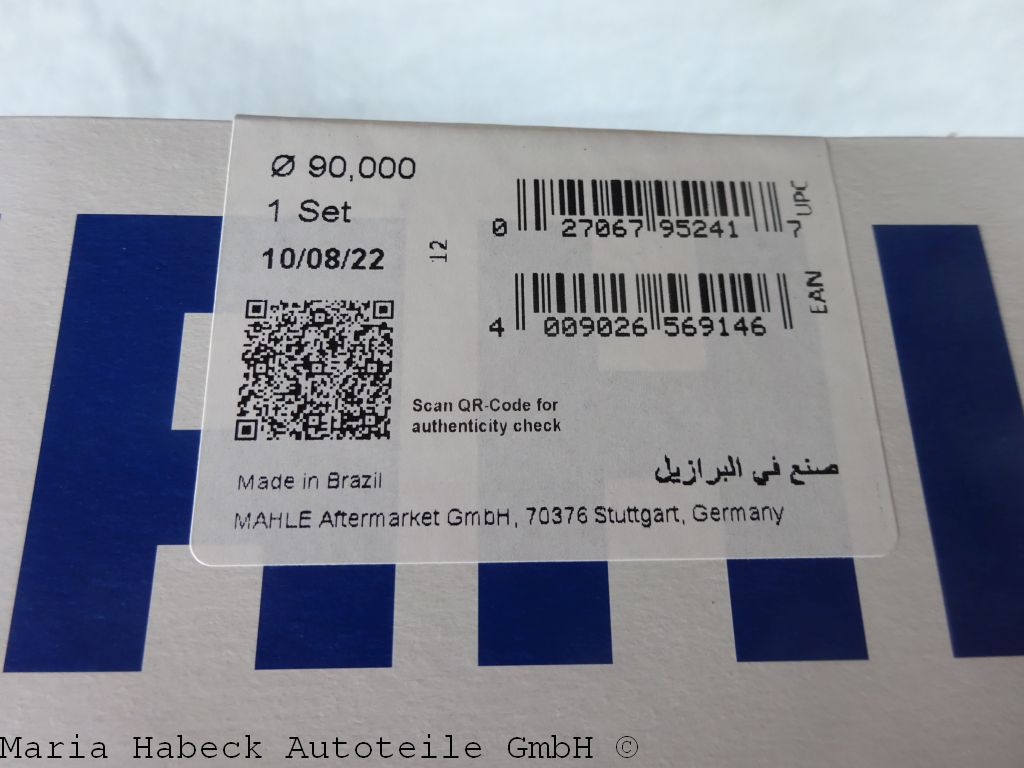 Ø 90,000
1 Set
10/08/22
12
0 27067 95241 7
UPC
4 009026 569146
EAN
Scan QR-Code for
authenticity check
صنع في البرازيل
Made in Brazil
MAHLE Aftermarket GmbH, 70376 Stuttgart, Germany
Maria Habeck Autoteile GmbH ©